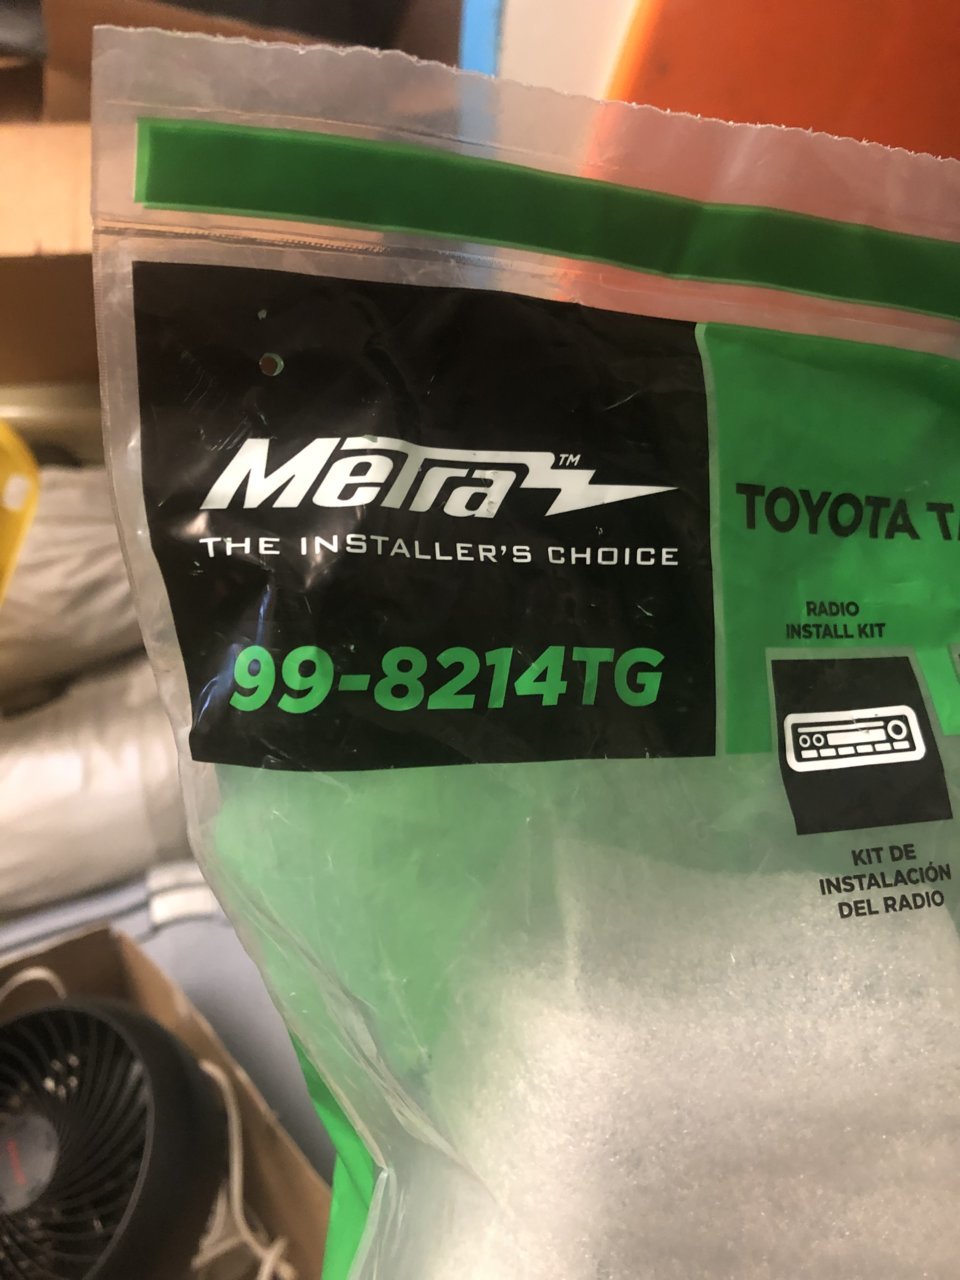 Metra™
THE INSTALLER'S CHOICE
99-8214TG
TOYOTA
RADIO
INSTALL KIT
KIT DE
INSTALACIÓN
DEL RADIO